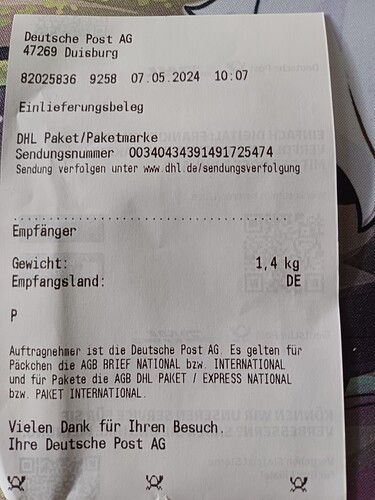 Deutsche Post AG
47269 Duisburg
82025836 9258 07.05.2024 10:07
Einlieferungsbeleg
DHL Paket/Paketmarke
Sendungsnummer 00340434391491725474
Sendung verfolgen unter www.dhl.de/sendungsverfolgung
Empfänger
Gewicht: 1,4 kg
Empfangsland: DE
P
Auftragnehmer ist die Deutsche Post AG. Es gelten für
Päckchen die AGB BRIEF NATIONAL bzw. INTERNATIONAL
und für Pakete die AGB DHL PAKET / EXPRESS NATIONAL
bzw. PAKET INTERNATIONAL.
Vielen Dank für Ihren Besuch.
Ihre Deutsche Post AG